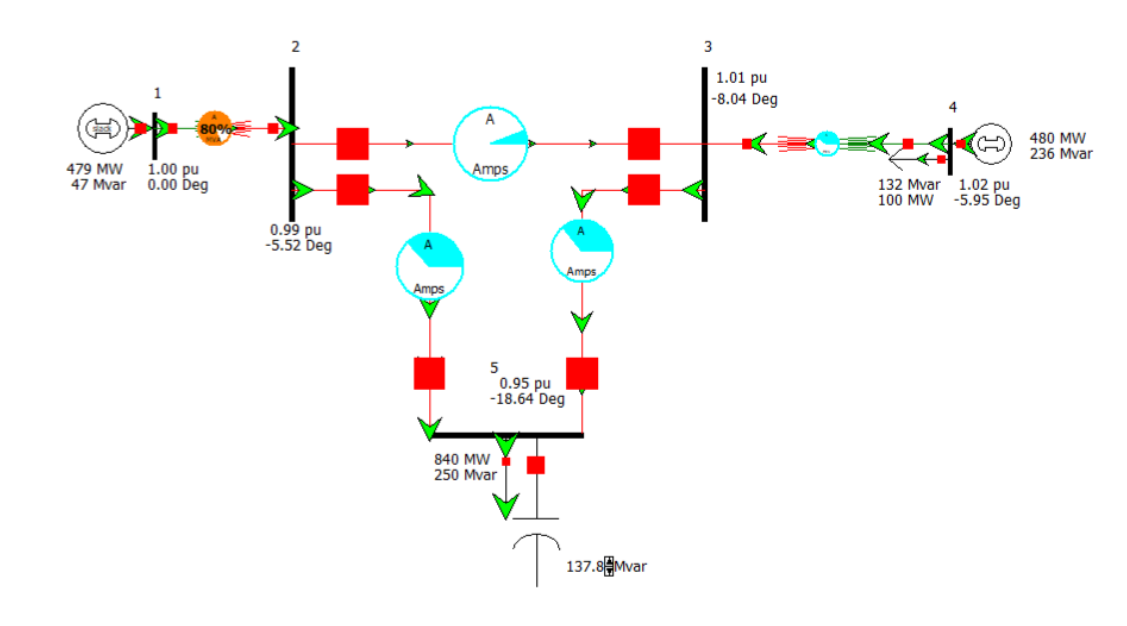 2
3
1.01 pu
-8.04 Deg
1
4
A
80%
MVA
slack
A
Amps
480 MW
236 Mvar
479 MW
47 Mvar
1.00 pu
0.00 Deg
132 Mvar
100 MW
1.02 pu
-5.95 Deg
0.99 pu
-5.52 Deg
A
Amps
A
Amps
5
0.95 pu
-18.64 Deg
840 MW
250 Mvar
137.8 Mvar